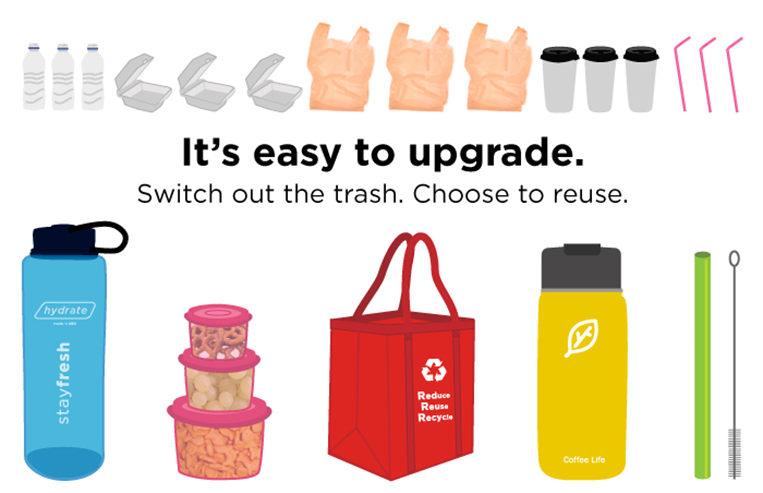 It's easy to upgrade.
Switch out the trash. Choose to reuse.
hydrate
stayfresh
Reduce
Reuse
Recycle
Coffee Life